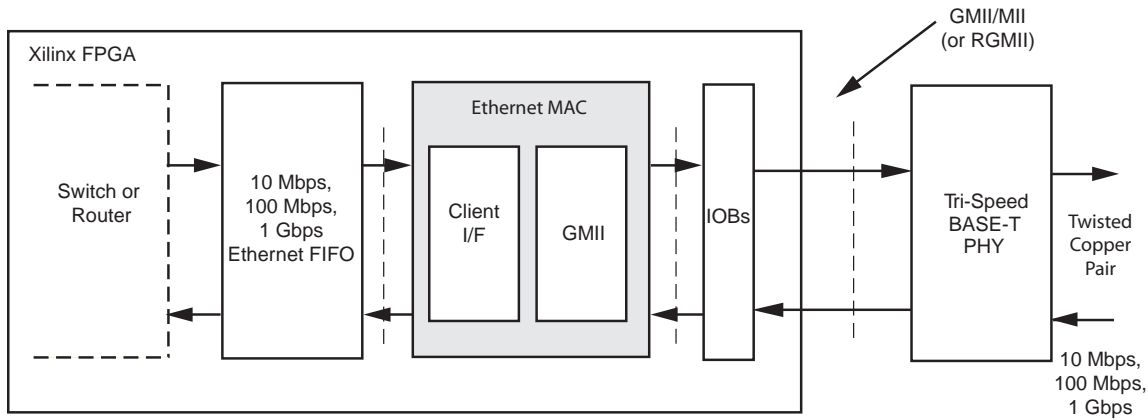 GMII/MII
(or RGMII)
Xilinx FPGA
Switch or
Router
10 Mbps,
100 Mbps,
1 Gbps
Ethernet FIFO
Ethernet MAC
Client
I/F
GMII
IOBs
Tri-Speed
BASE-T
PHY
Twisted
Copper
Pair
10 Mbps,
100 Mbps,
1 Gbps